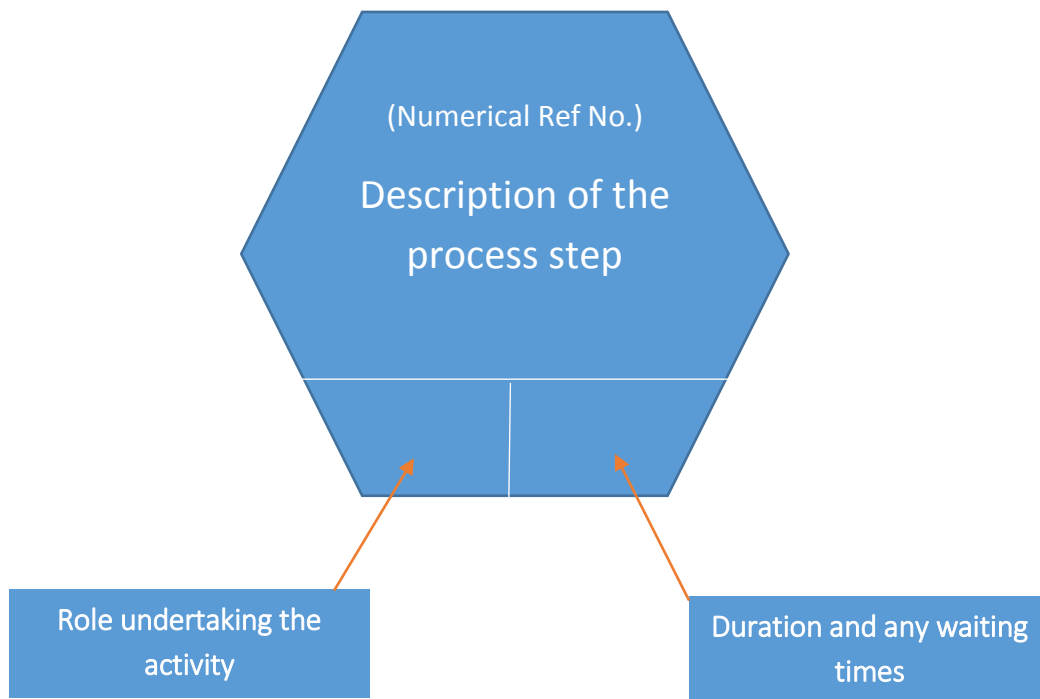 (Numerical Ref No.)
Description of the
process step
Role undertaking the
activity
Duration and any waiting
times